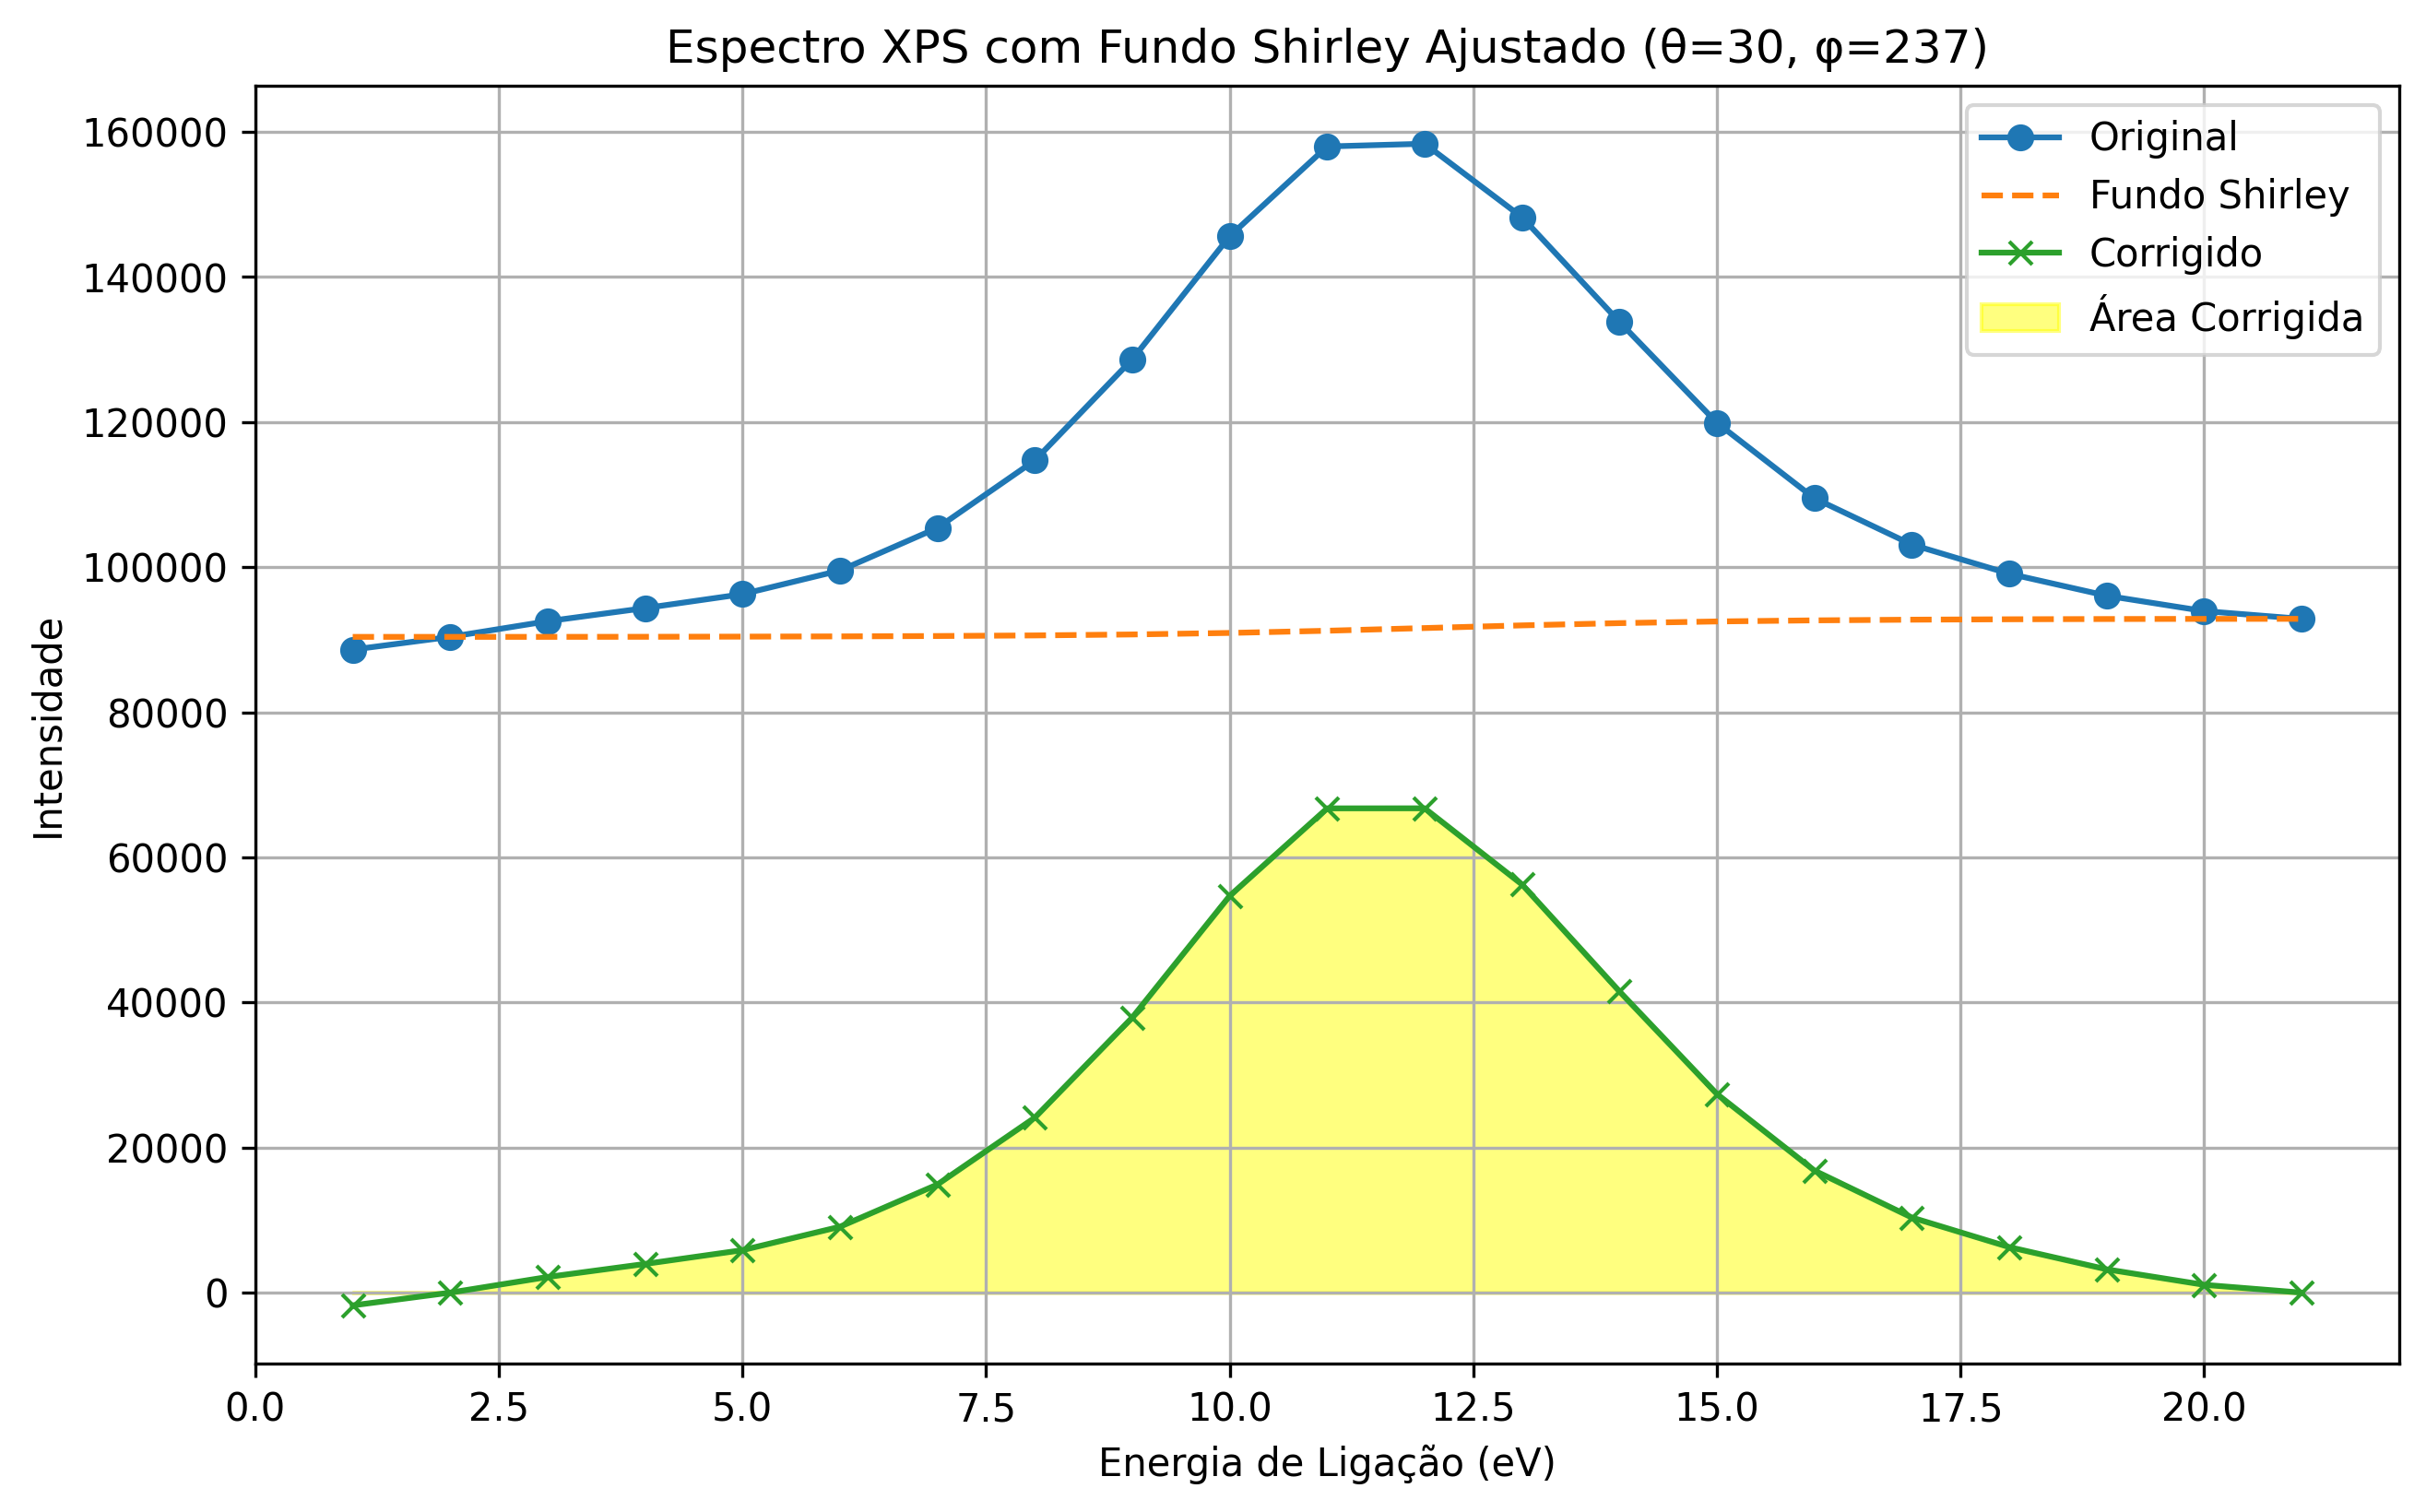 Espectro XPS com Fundo Shirley Ajustado (θ=30, φ=237)
Original
Fundo Shirley
Corrigido
Área Corrigida
Intensidade
160000
140000
120000
100000
80000
60000
40000
20000
0
0.0 2.5 5.0 7.5 10.0 12.5 15.0 17.5 20.0
Energia de Ligação (eV)